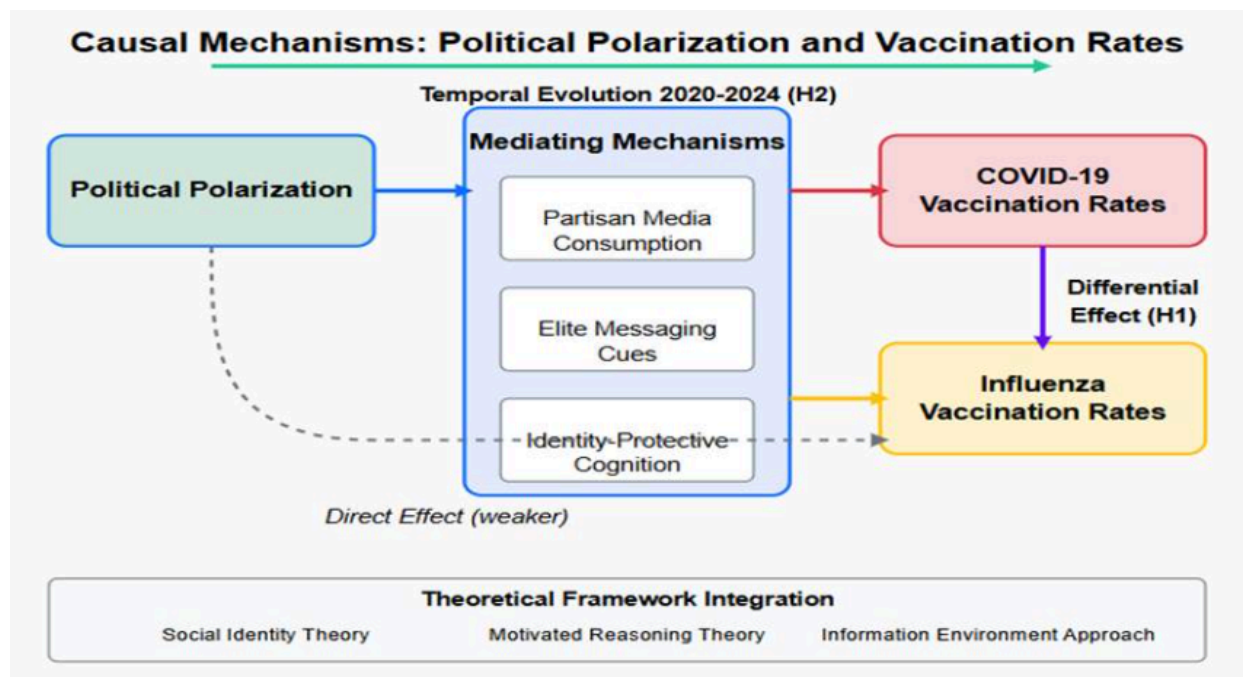 Causal Mechanisms: Political Polarization and Vaccination Rates
Temporal Evolution 2020-2024 (H2)
Political Polarization
Mediating Mechanisms
Partisan Media
Consumption
Elite Messaging
Cues
Identity-Protective
Cognition
COVID-19
Vaccination Rates
Differential
Effect (H1)
Influenza
Vaccination Rates
Direct Effect (weaker)
Theoretical Framework Integration
Social Identity Theory
Motivated Reasoning Theory
Information Environment Approach